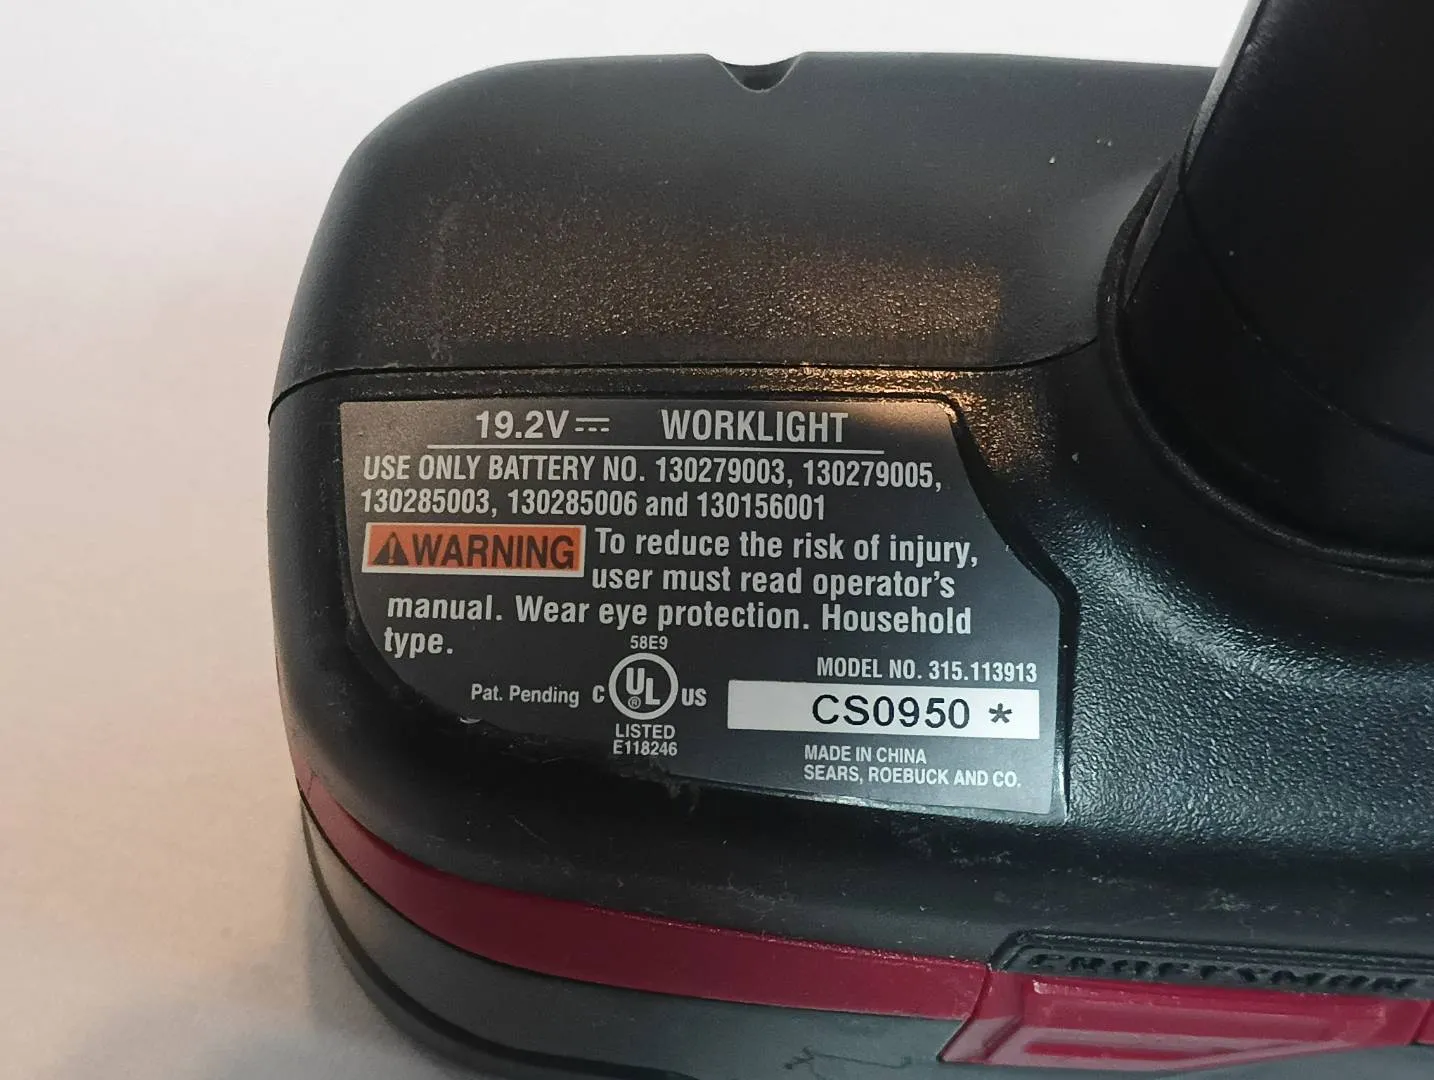 19.2V ⎓ WORKLIGHT
USE ONLY BATTERY NO. 130279003, 130279005,
130285003, 130285006 and 130156001
⚠WARNING To reduce the risk of injury,
user must read operator's
manual. Wear eye protection. Household
type.
58E9
MODEL NO. 315.113913
Pat. Pending C UL ® US
CS0950 *
LISTED
E118246
MADE IN CHINA
SEARS, ROEBUCK AND CO.
CRAFTSMAN